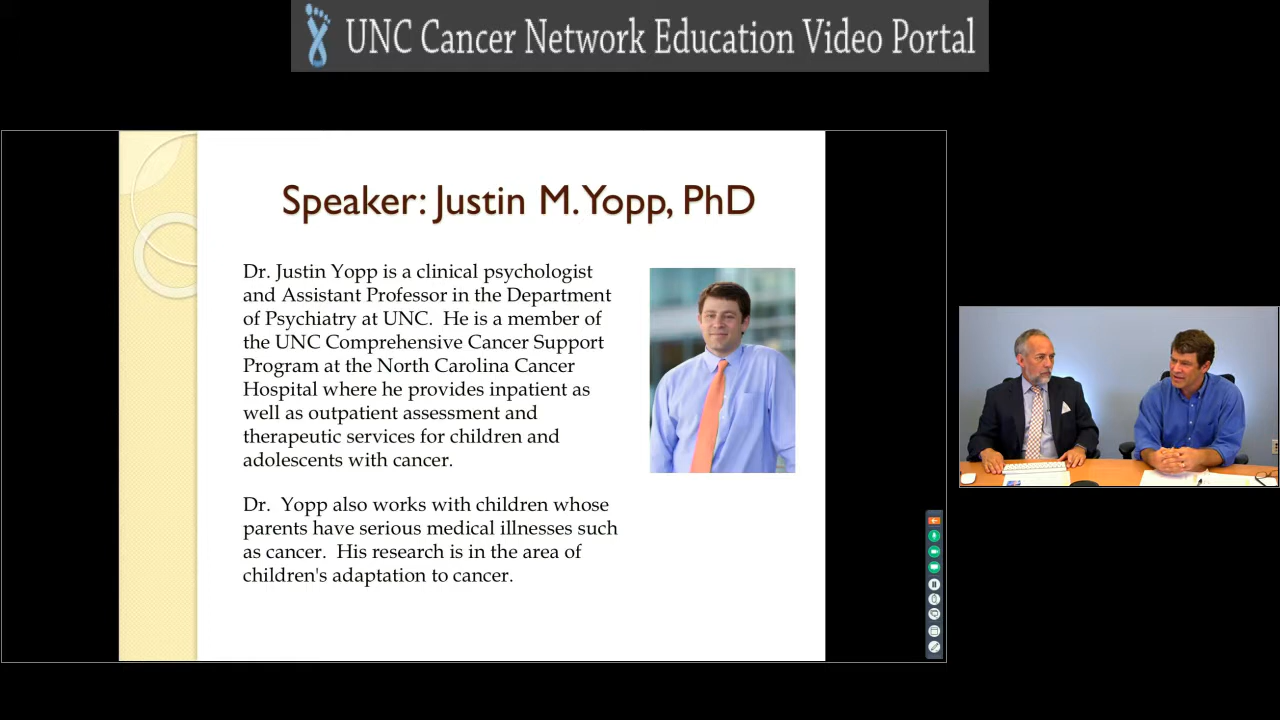 UNC Cancer Network Education Video Portal
Speaker: Justin M. Yopp, PhD
Dr. Justin Yopp is a clinical psychologist
and Assistant Professor in the Department
of Psychiatry at UNC.  He is a member of
the UNC Comprehensive Cancer Support
Program at the North Carolina Cancer
Hospital where he provides inpatient as
well as outpatient assessment and
therapeutic services for children and
adolescents with cancer.
Dr.  Yopp also works with children whose
parents have serious medical illnesses such
as cancer.  His research is in the area of
children's adaptation to cancer.